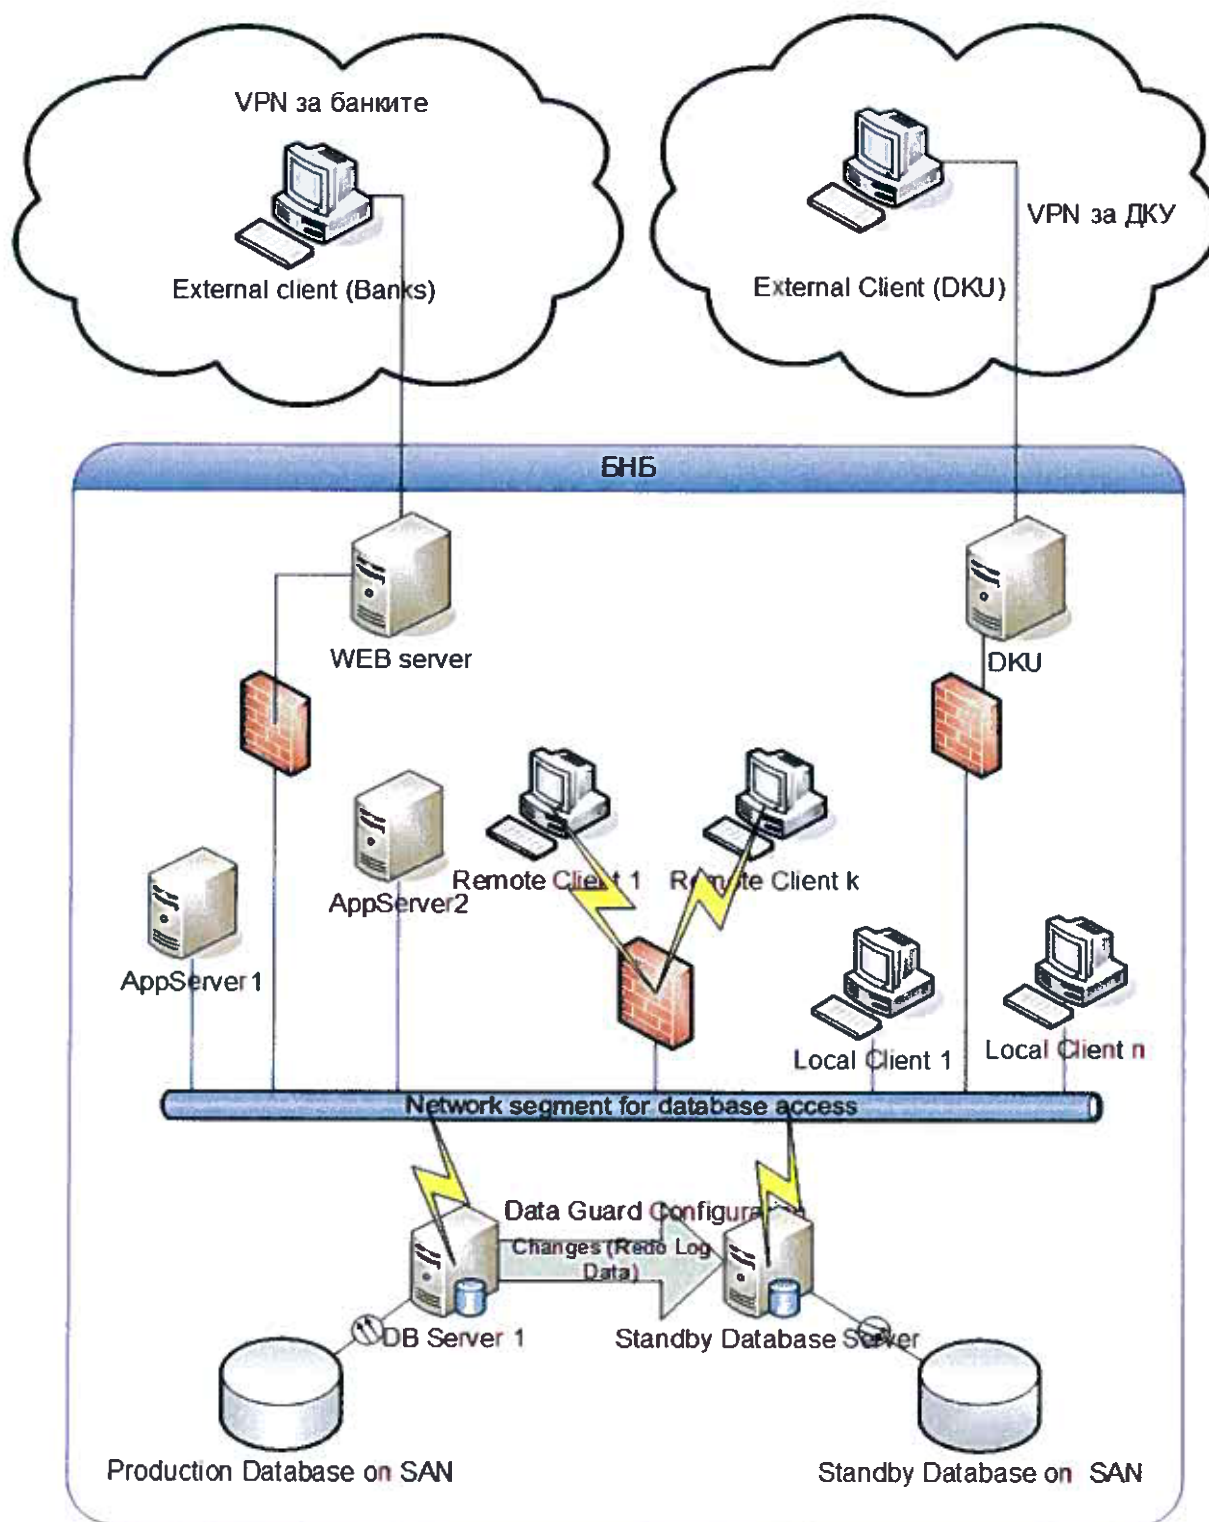 VPN за банките
External client (Banks)
VPN за ДКУ
External Client (DKU)
БНБ
WEB server
DKU
Remote Client 1
Remote Client k
AppServer2
AppServer1
Local Client 1
Local Client n
Network segment for database access
Data Guard Configuration
Changes (Redo Log
Data)
DB Server 1
Standby Database Server
Production Database on SAN
Standby Database on SAN